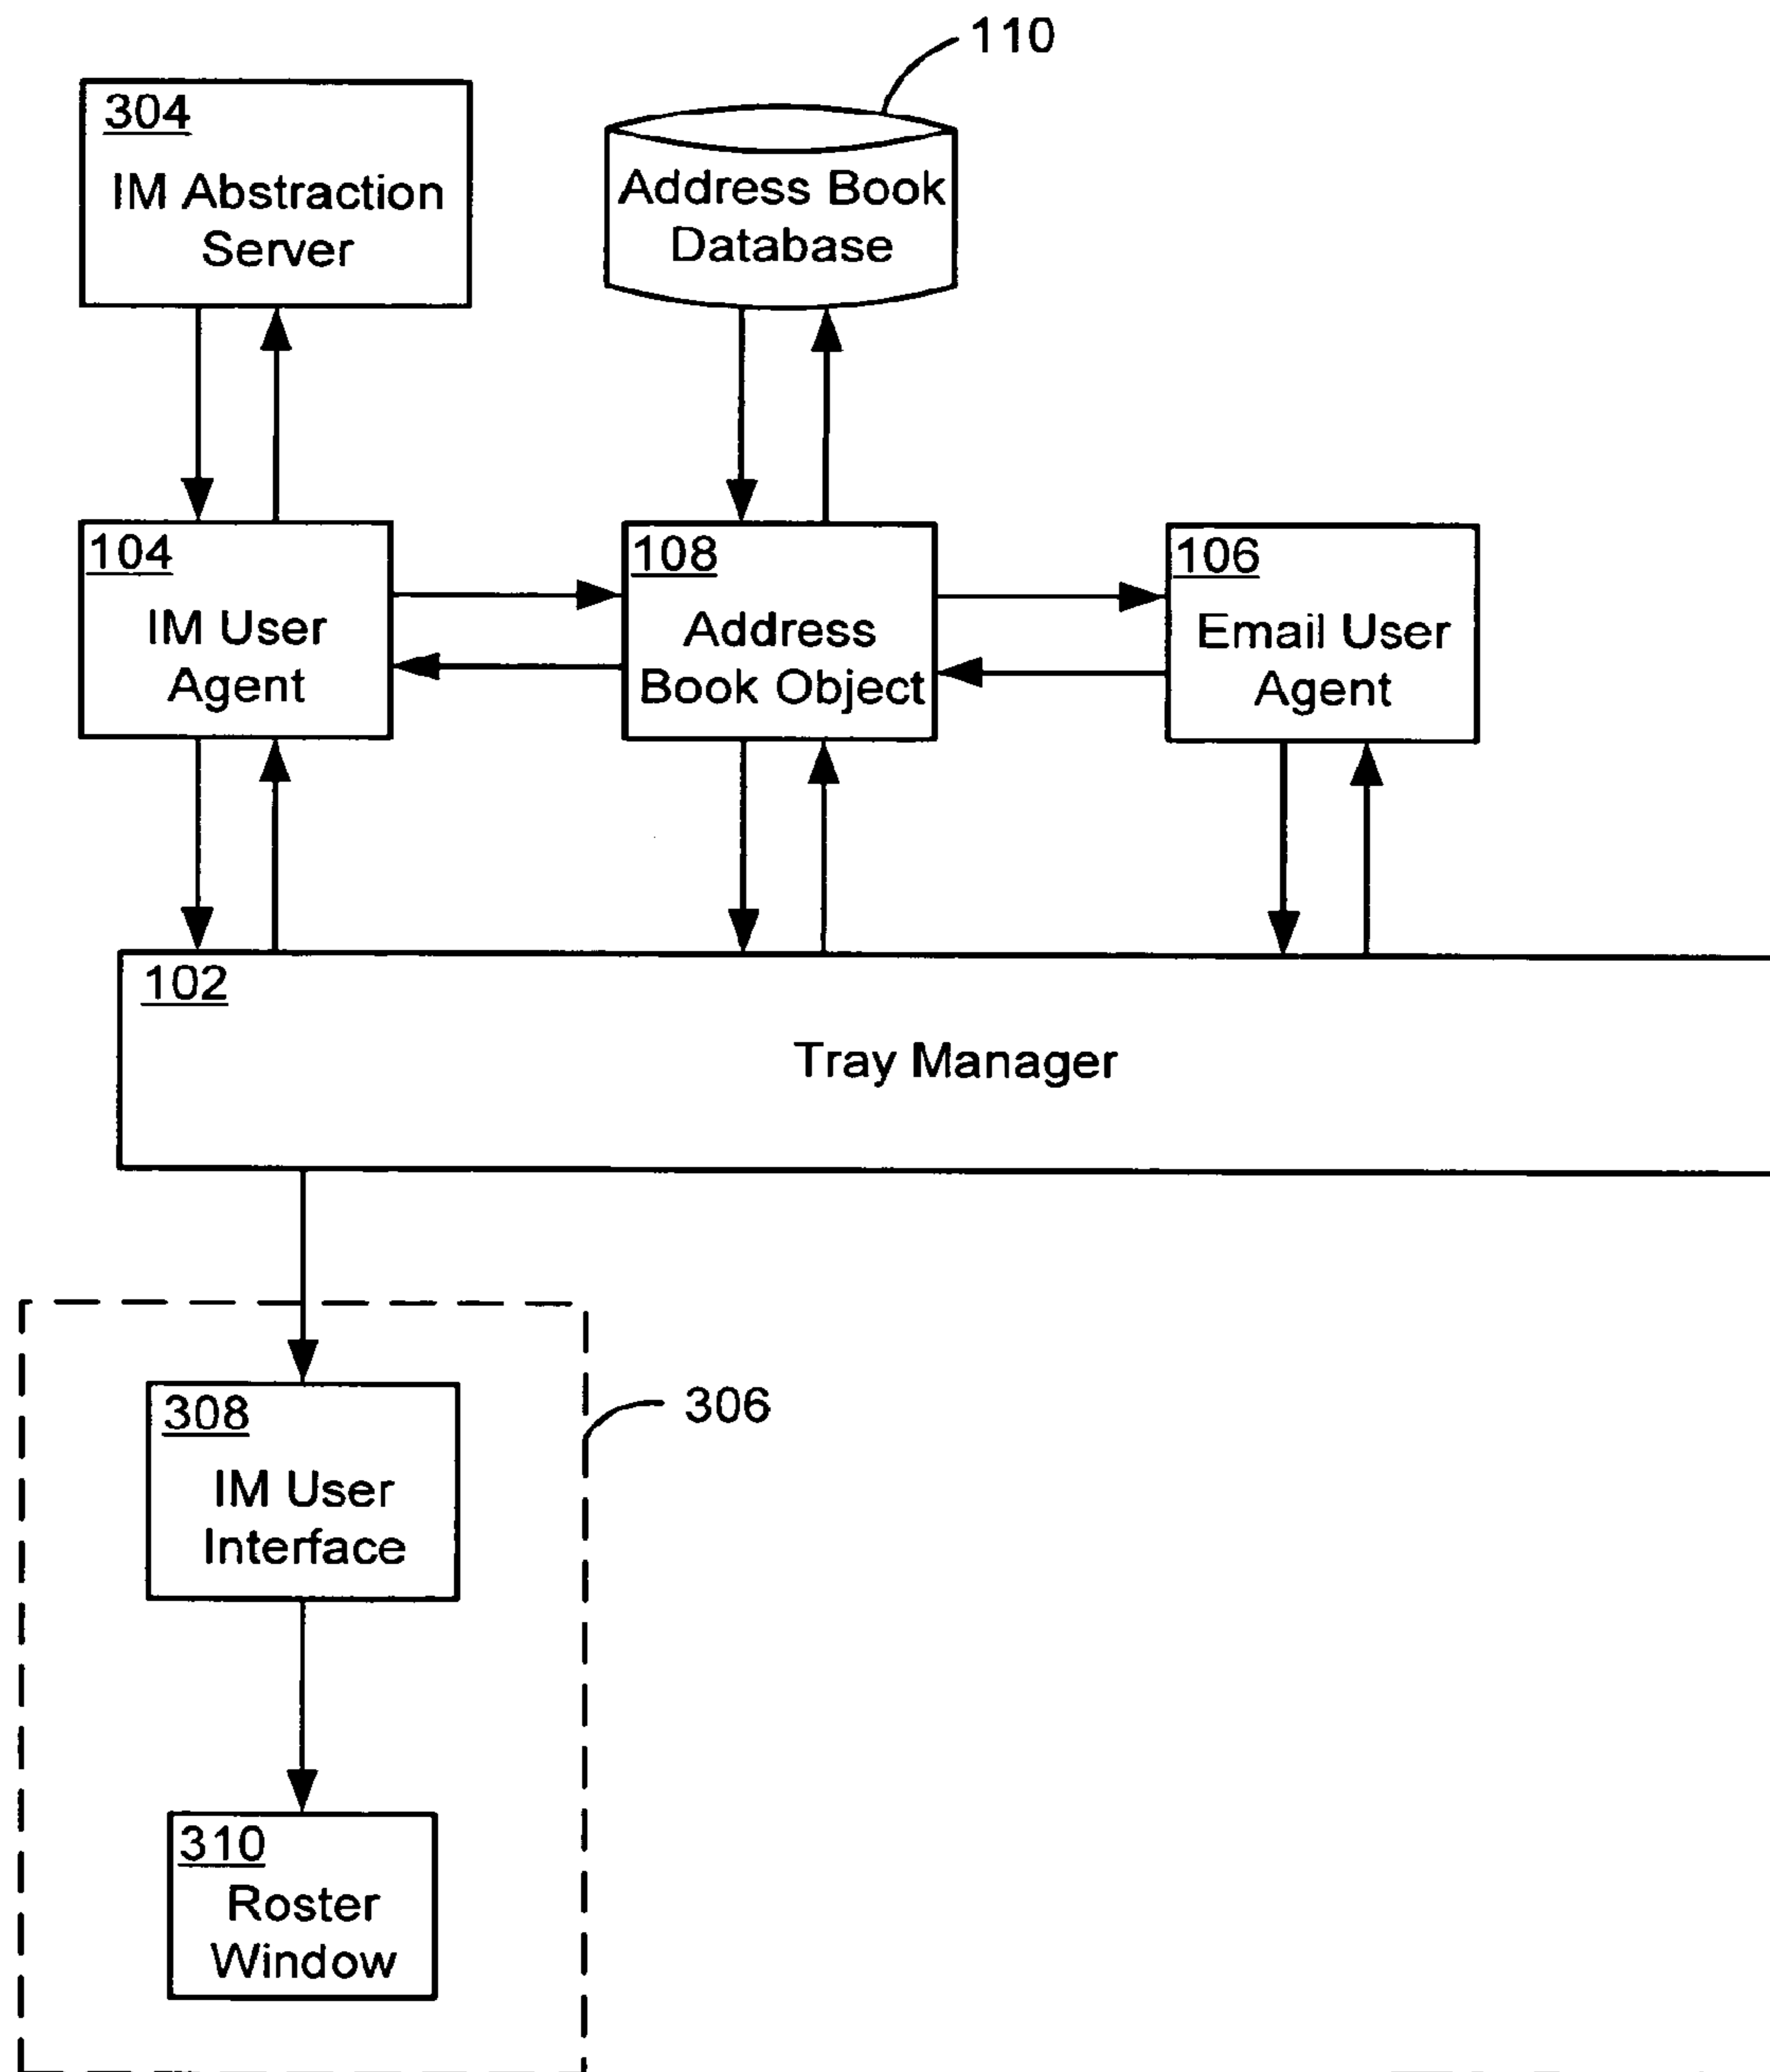 110
304
IM Abstraction
Server
Address Book
Database
104
IM User
Agent
108
Address
Book Object
106
Email User
Agent
102
Tray Manager
306
308
IM User
Interface
310
Roster
Window